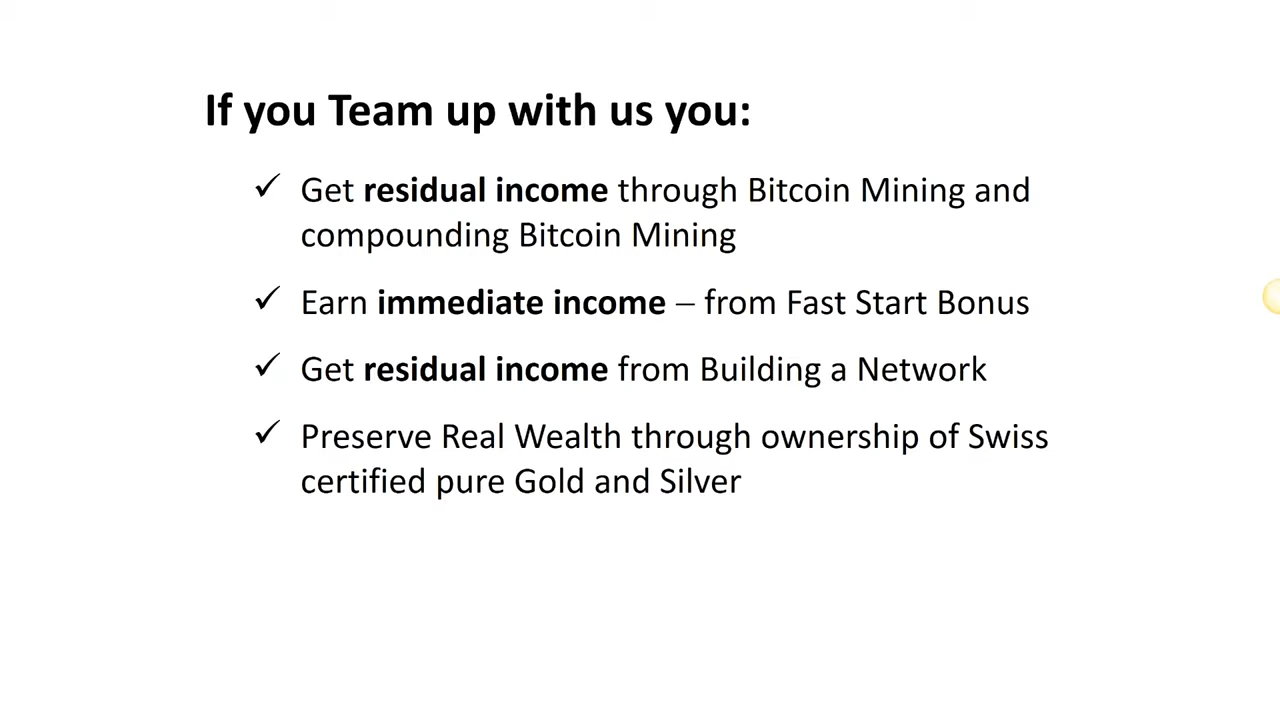 If you Team up with us you:
✓ Get residual income through Bitcoin Mining and
compounding Bitcoin Mining
✓ Earn immediate income – from Fast Start Bonus
✓ Get residual income from Building a Network
✓ Preserve Real Wealth through ownership of Swiss
certified pure Gold and Silver